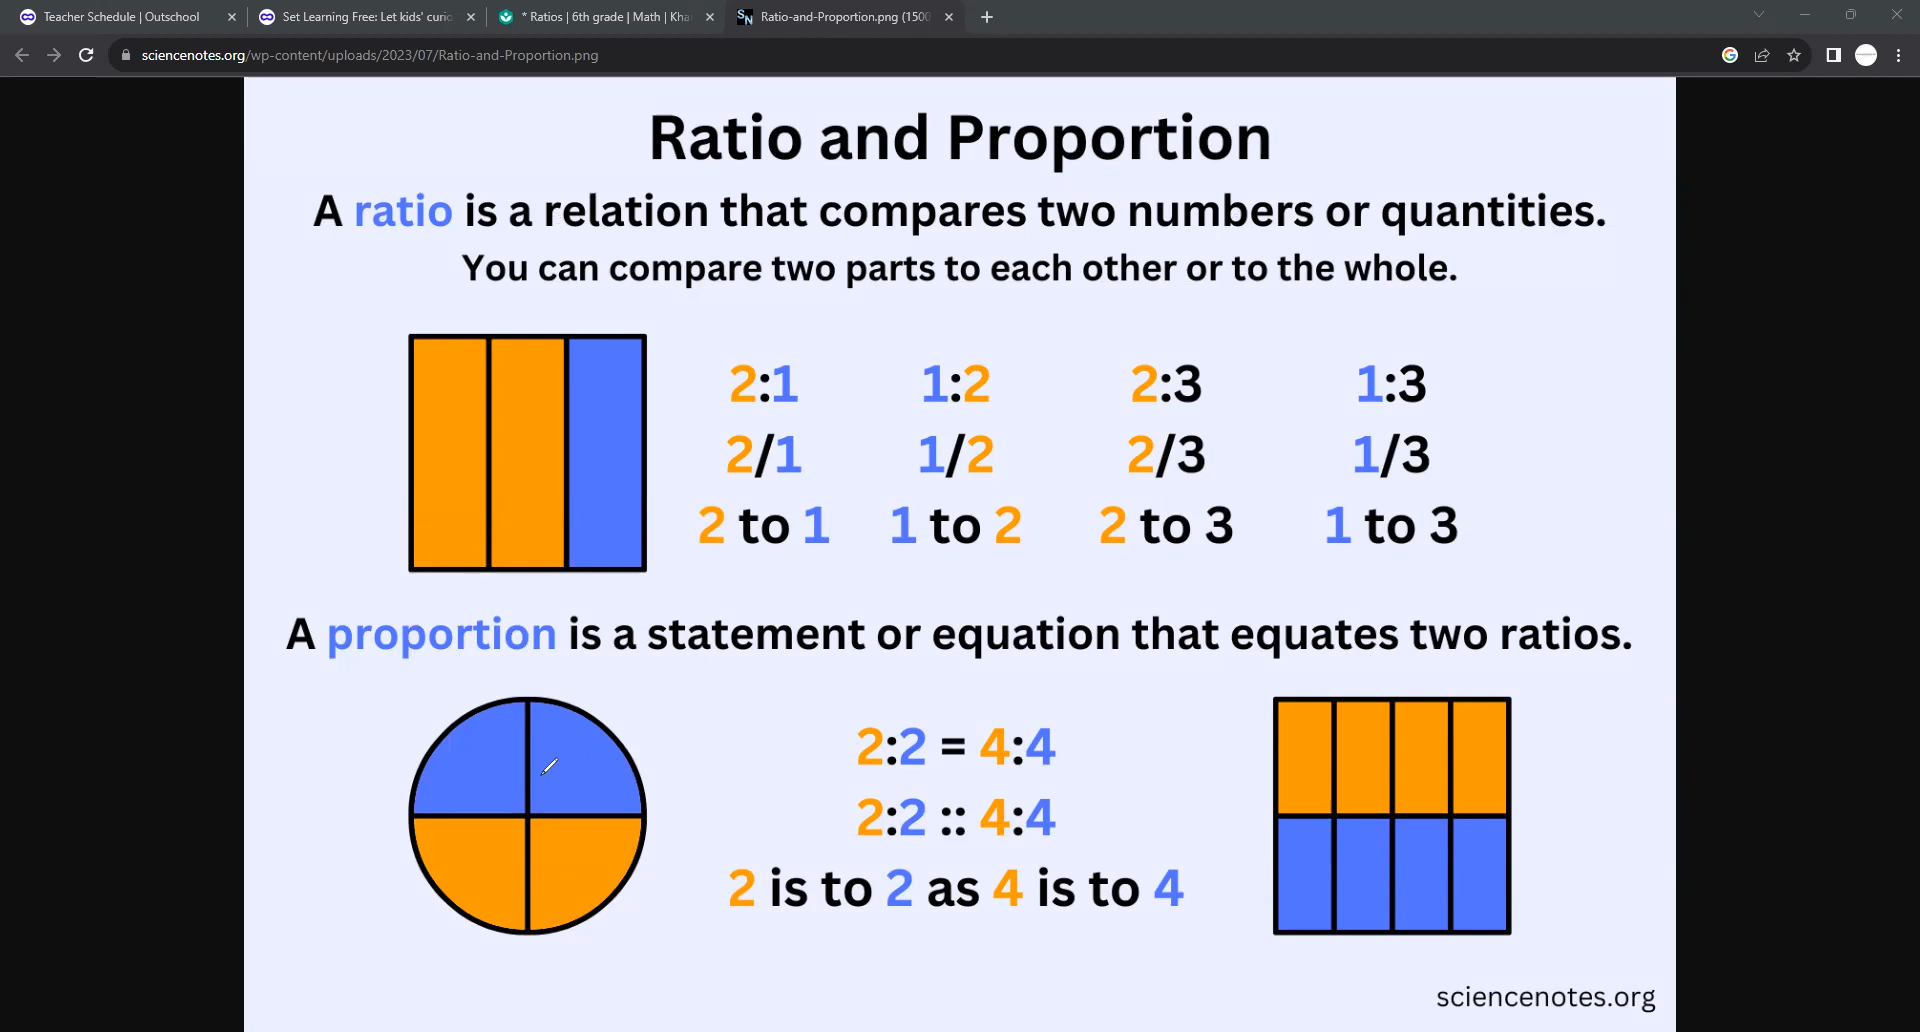 Teacher Schedule | Outschool
Set Learning Free: Let kids' curic
* Ratios | 6th grade | Math | Kha
SN
Ratio-and-Proportion.png (1500
sciencenotes.org/wp-content/uploads/2023/07/Ratio-and-Proportion.png
Ratio and Proportion
A ratio is a relation that compares two numbers or quantities.
You can compare two parts to each other or to the whole.
2:1 1:2 2:3 1:3
2/1 1/2 2/3 1/3
2 to 1 1 to 2 2 to 3 1 to 3
A proportion is a statement or equation that equates two ratios.
2:2 = 4:4
2:2 :: 4:4
2 is to 2 as 4 is to 4
sciencenotes.org